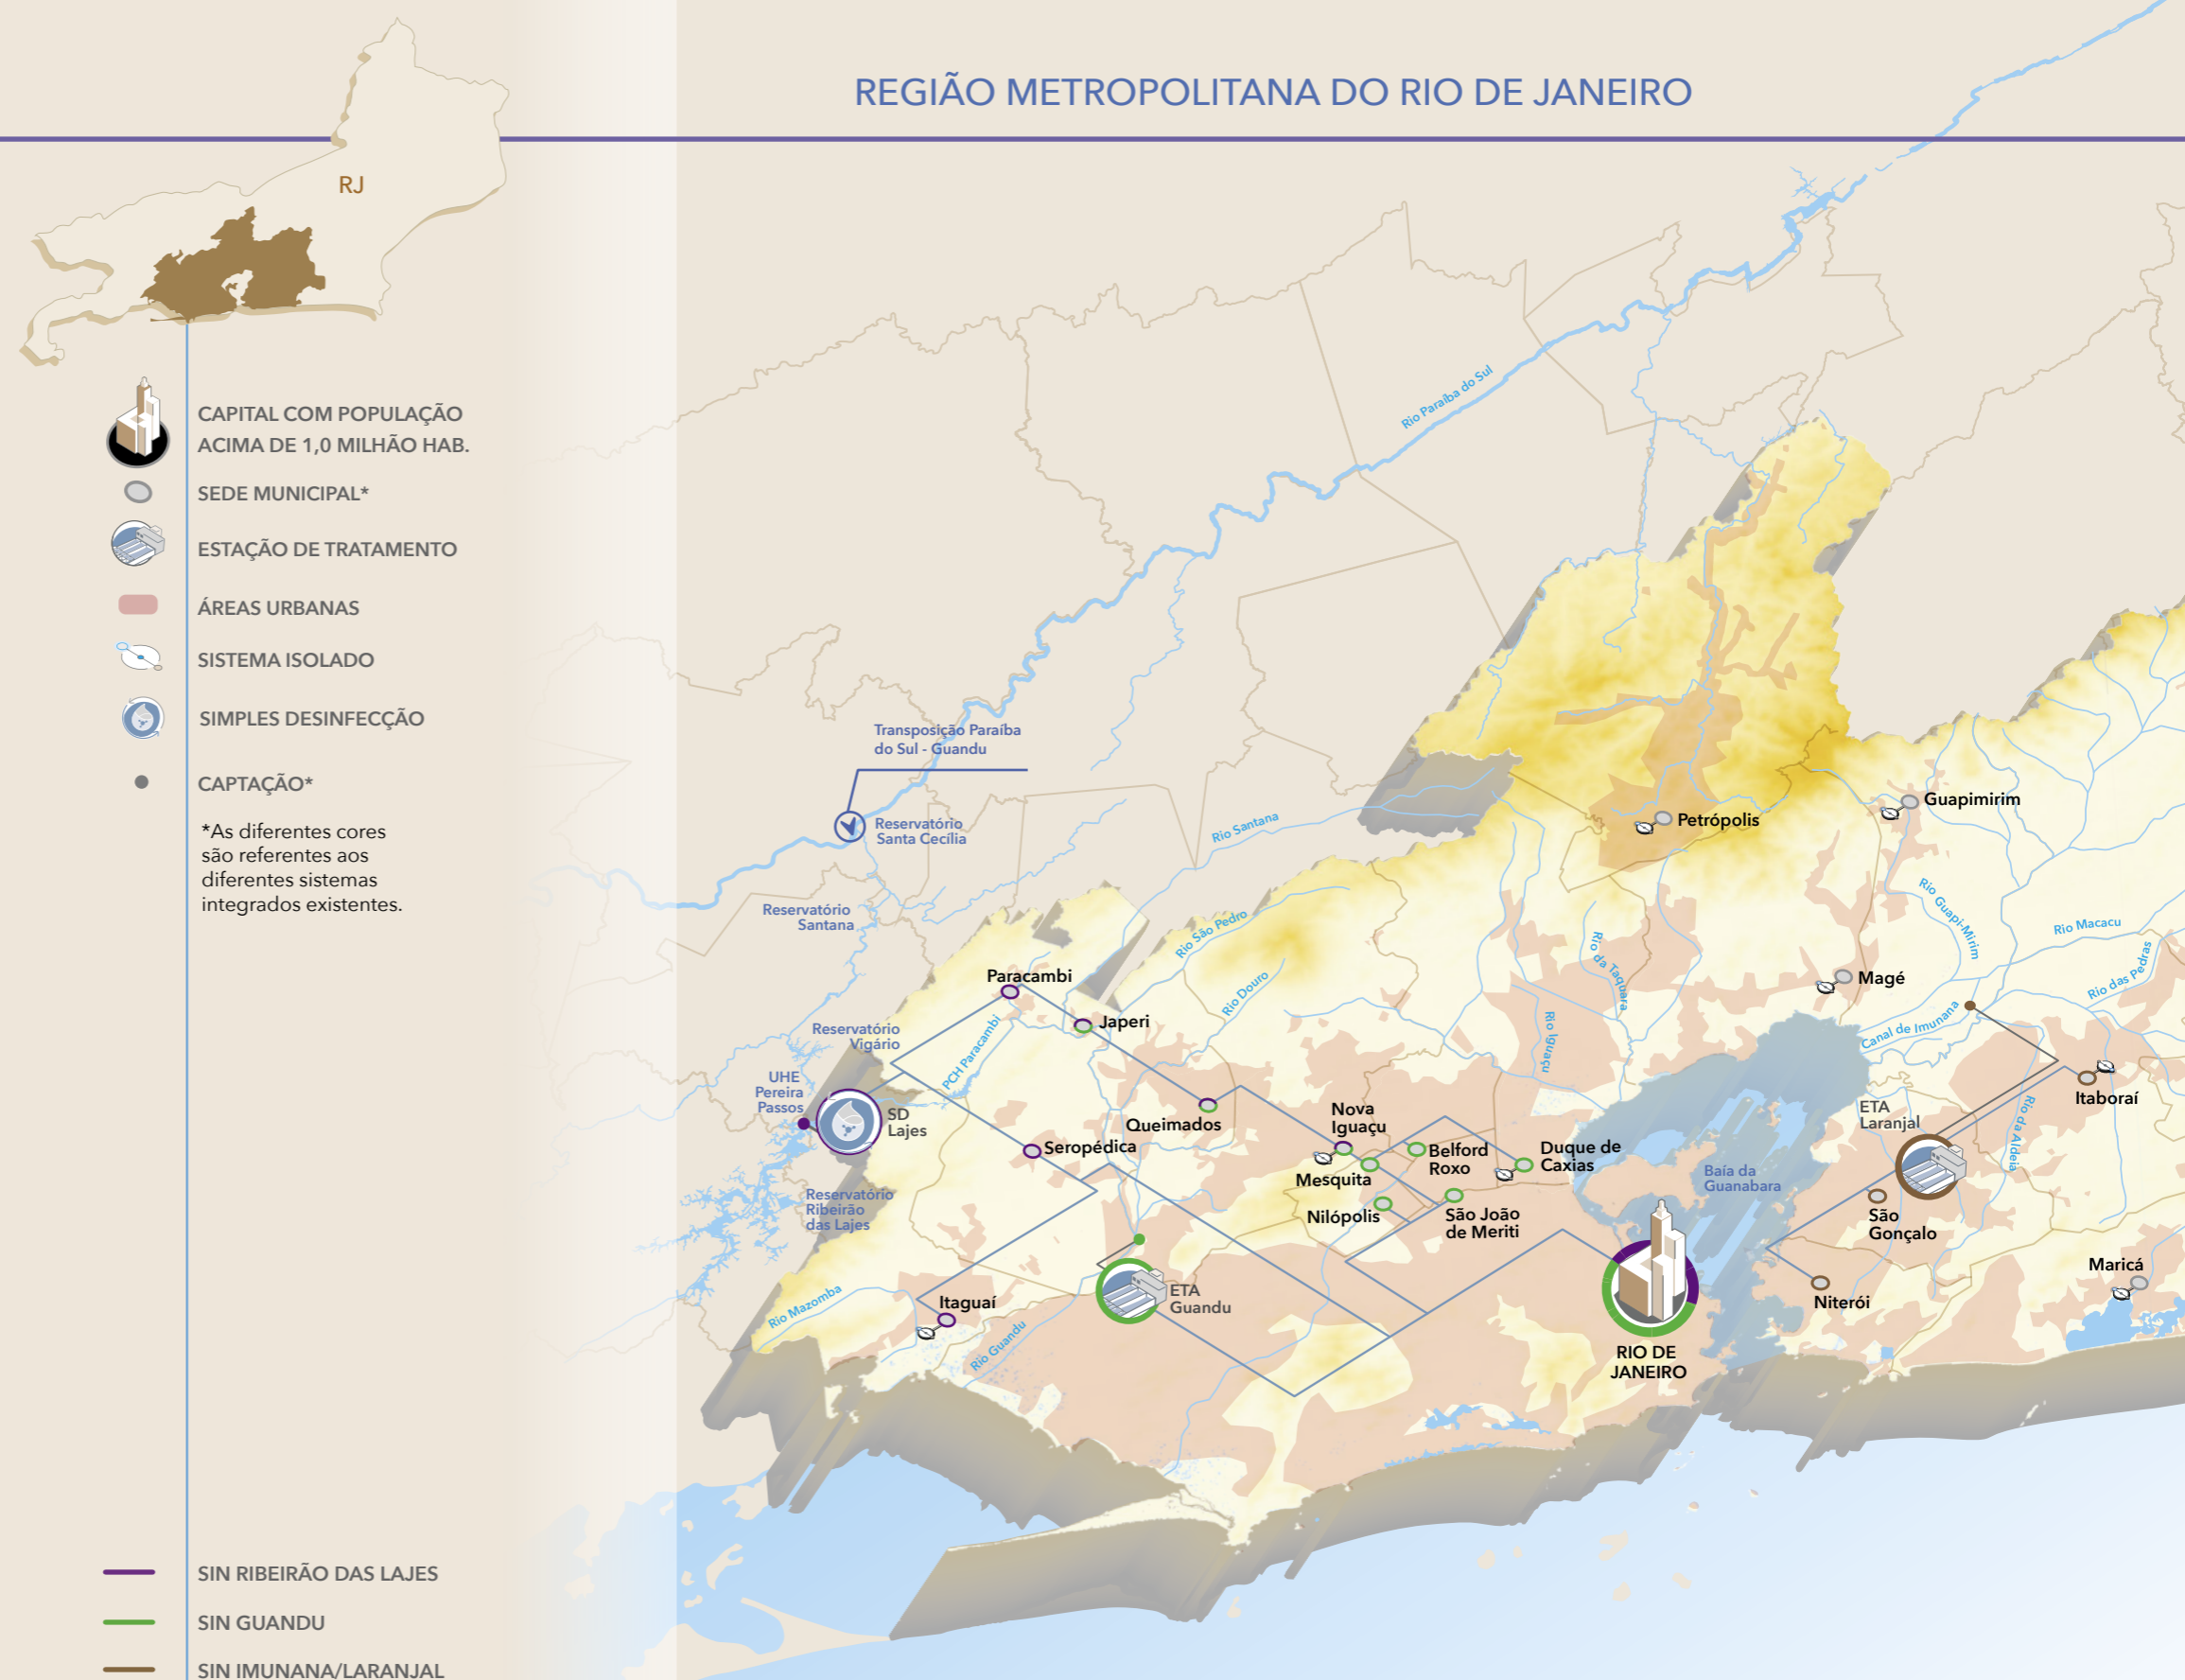 REGIÃO METROPOLITANA DO RIO DE JANEIRO
RJ
CAPITAL COM POPULAÇÃO
ACIMA DE 1,0 MILHÃO HAB.
SEDE MUNICIPAL*
ESTAÇÃO DE TRATAMENTO
ÁREAS URBANAS
SISTEMA ISOLADO
SIMPLES DESINFECÇÃO
CAPTAÇÃO*
*As diferentes cores
são referentes aos
diferentes sistemas
integrados existentes.
SIN RIBEIRÃO DAS LAJES
SIN GUANDU
SIN IMUNANA/LARANJAL
Rio Paraíba do Sul
Transposição Paraíba
do Sul - Guandu
Reservatório
Santa Cecília
Rio Santana
Petrópolis
Guapimirim
Reservatório
Santana
Rio São Pedro
Rio Guapi-Mirim
Rio Macacu
Rio das Pedras
Rio da Taquara
Paracambi
Rio Douro
Magé
Japeri
Reservatório
Vigário
PCH Paracambi
Rio Iguaçu
Canal de Imunana
UHE
Pereira
Passos
SD
Lajes
Queimados
Nova
Iguaçu
Itaboraí
ETA
Laranjal
Rio da Aldeia
Seropédica
Belford
Roxo
Duque de
Caxias
Mesquita
Baía da
Guanabara
Reservatório
Ribeirão
das Lajes
Nilópolis
São João
de Meriti
São
Gonçalo
Maricá
Rio Mazomba
Itaguaí
ETA
Guandu
Niterói
Rio Guandu
RIO DE
JANEIRO